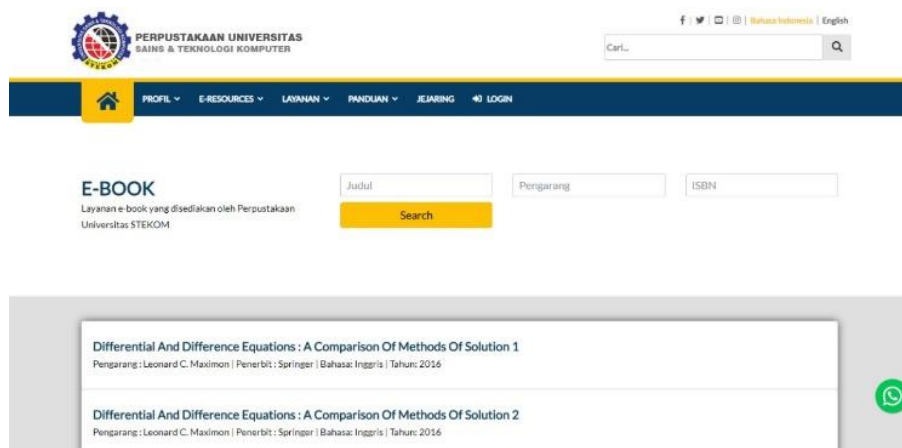 Bahasa Indonesia | English
PERPUSTAKAAN UNIVERSITAS
SAINS & TEKNOLOGI KOMPUTER
STEKOM
Cari...
PROFIL
E-RESOURCES
LAYANAN
PANDUAN
JEJARING
LOGIN
E-BOOK
Layanan e-book yang disediakan oleh Perpustakaan
Universitas STEKOM
Judul
Pengarang
ISBN
Search
Differential And Difference Equations : A Comparison Of Methods Of Solution 1
Pengarang : Leonard C. Maximon | Penerbit : Springer | Bahasa: Inggris | Tahun: 2016
Differential And Difference Equations : A Comparison Of Methods Of Solution 2
Pengarang : Leonard C. Maximon | Penerbit : Springer | Bahasa: Inggris | Tahun: 2016